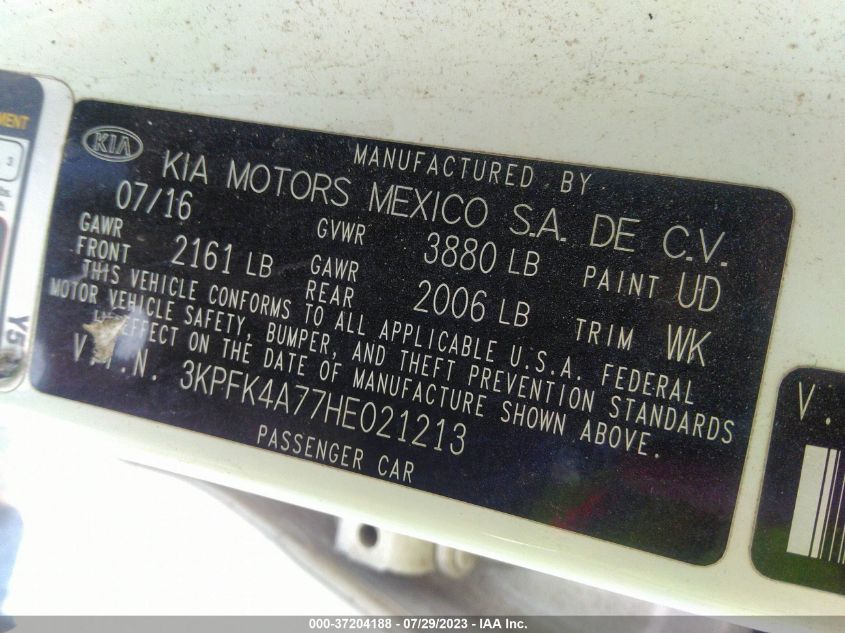 MENT
3
Y5
KIA
MANUFACTURED BY
KIA MOTORS MEXICO S.A. DE C.V.
07/16
GAWR
FRONT 2161 LB
GVWR 3880 LB
GAWR
REAR 2006 LB
PAINT UD
TRIM WK
THIS VEHICLE CONFORMS TO ALL APPLICABLE U.S.A. FEDERAL
MOTOR VEHICLE SAFETY, BUMPER, AND THEFT PREVENTION STANDARDS
EFFECT ON THE DATE OF MANUFACTURE SHOWN ABOVE.
V.I.N. 3KPFK4A77HE021213
PASSENGER CAR
V.
000-37204188 - 07/29/2023 - © IAA, Inc.